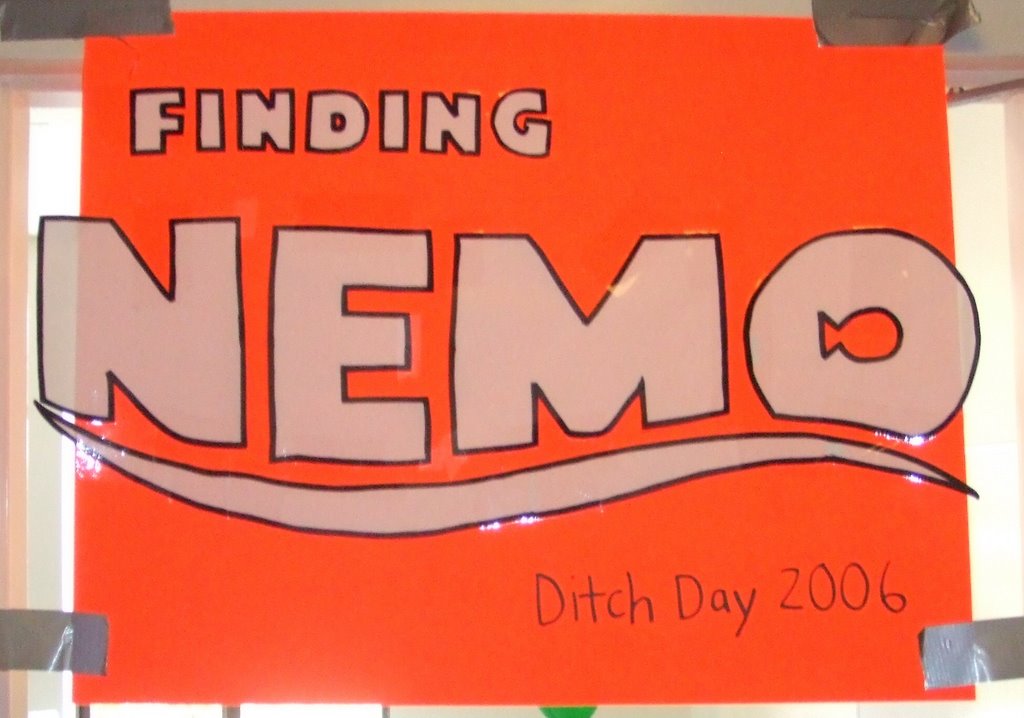 FINDING
NEMO
Ditch Day 2006